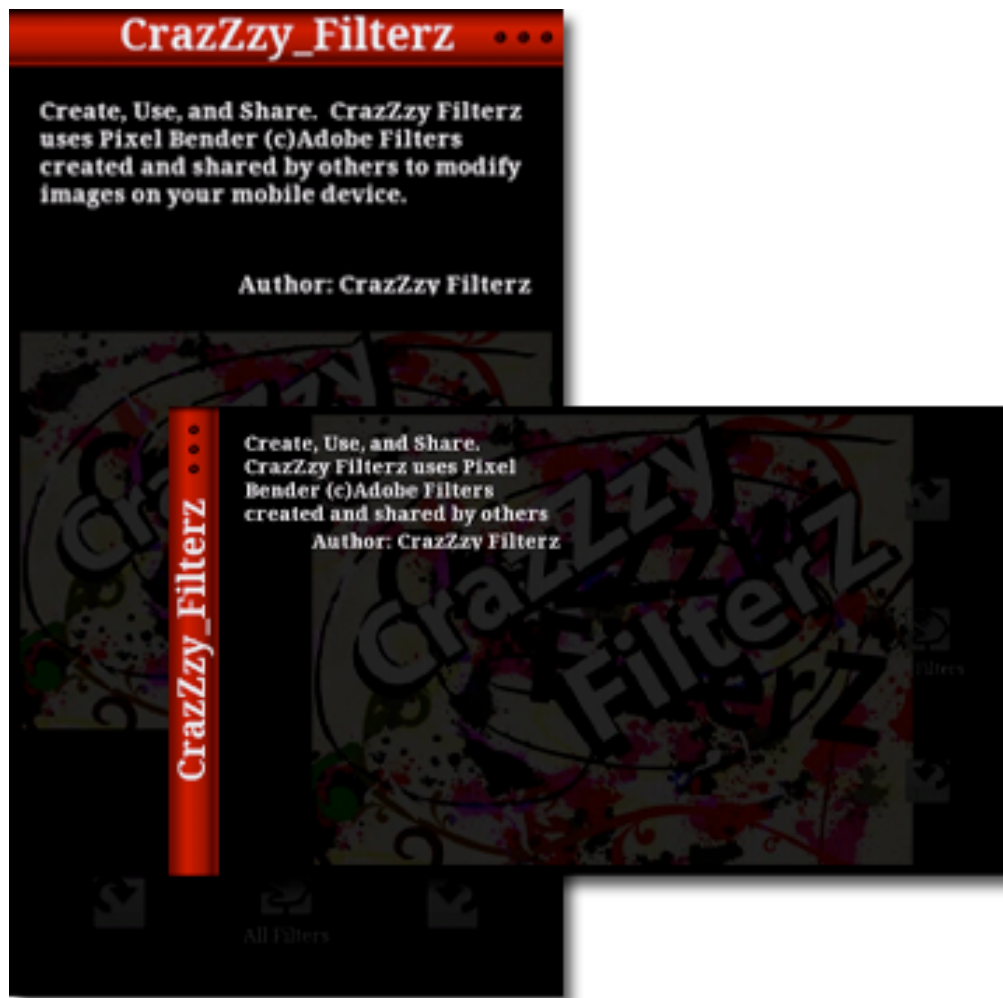 CrazZzy_Filterz
Create, Use, and Share.  CrazZzy Filterz
uses Pixel Bender (c)Adobe Filters
created and shared by others to modify
images on your mobile device.
Author: CrazZzy Filterz
CrazZzy
CrazZzy_Filterz
Create, Use, and Share.
CrazZzy Filterz uses Pixel
Bender (c)Adobe Filters
created and shared by others
Author: CrazZzy Filterz
CrazZzy
FilterZ
Filters
All Filters